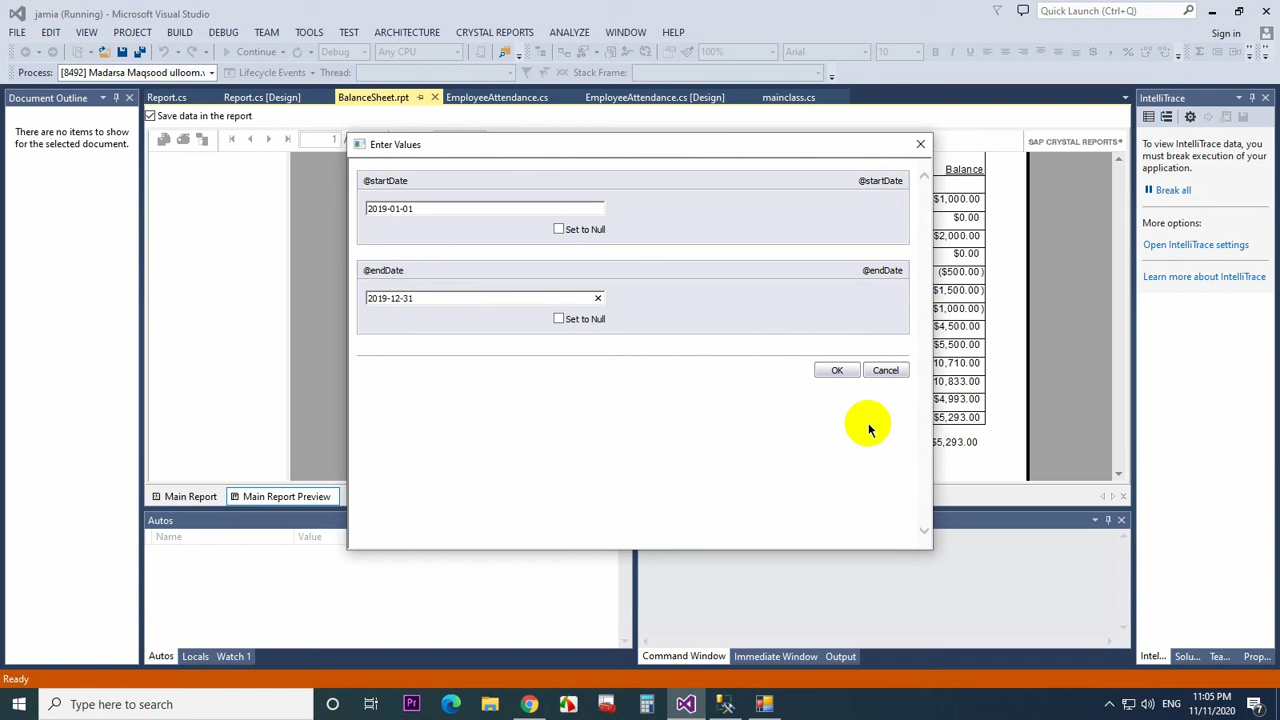 jamia (Running) - Microsoft Visual Studio
Quick Launch (Ctrl+Q)
FILE EDIT VIEW PROJECT BUILD DEBUG TEAM TOOLS TEST ARCHITECTURE CRYSTAL REPORTS ANALYZE WINDOW HELP
Sign in
Continue Debug Any CPU 100% Arial 10
Process: [8492] Madarsa Maqsood ulloom.v Lifecycle Events Thread: Stack Frame:
Document Outline
Report.cs Report.cs [Design] BalanceSheet.rpt EmployeeAttendance.cs EmployeeAttendance.cs [Design] mainclass.cs
IntelliTrace
There are no items to show
for the selected document.
Save data in the report
1 /
SAP CRYSTAL REPORTS®
Enter Values
@startDate @startDate
2019-01-01
Set to Null
@endDate @endDate
2019-12-31
Set to Null
OK Cancel
Balance
$1,000.00
$0.00
$2,000.00
$0.00
($500.00)
$1,500.00)
$1,000.00)
$4,500.00
$5,500.00
10,710.00
10,833.00
$4,993.00
$5,293.00
$5,293.00
To view IntelliTrace data, you
must break execution of your
application.
Break all
More options:
Open IntelliTrace settings
Learn more about IntelliTrace
Main Report Main Report Preview
Autos
Name Value
Autos Locals Watch 1
Command Window Immediate Window Output
Intel... Solu... Tea... Prop...
Ready
Type here to search
Pr
ENG
11:05 PM
11/11/2020